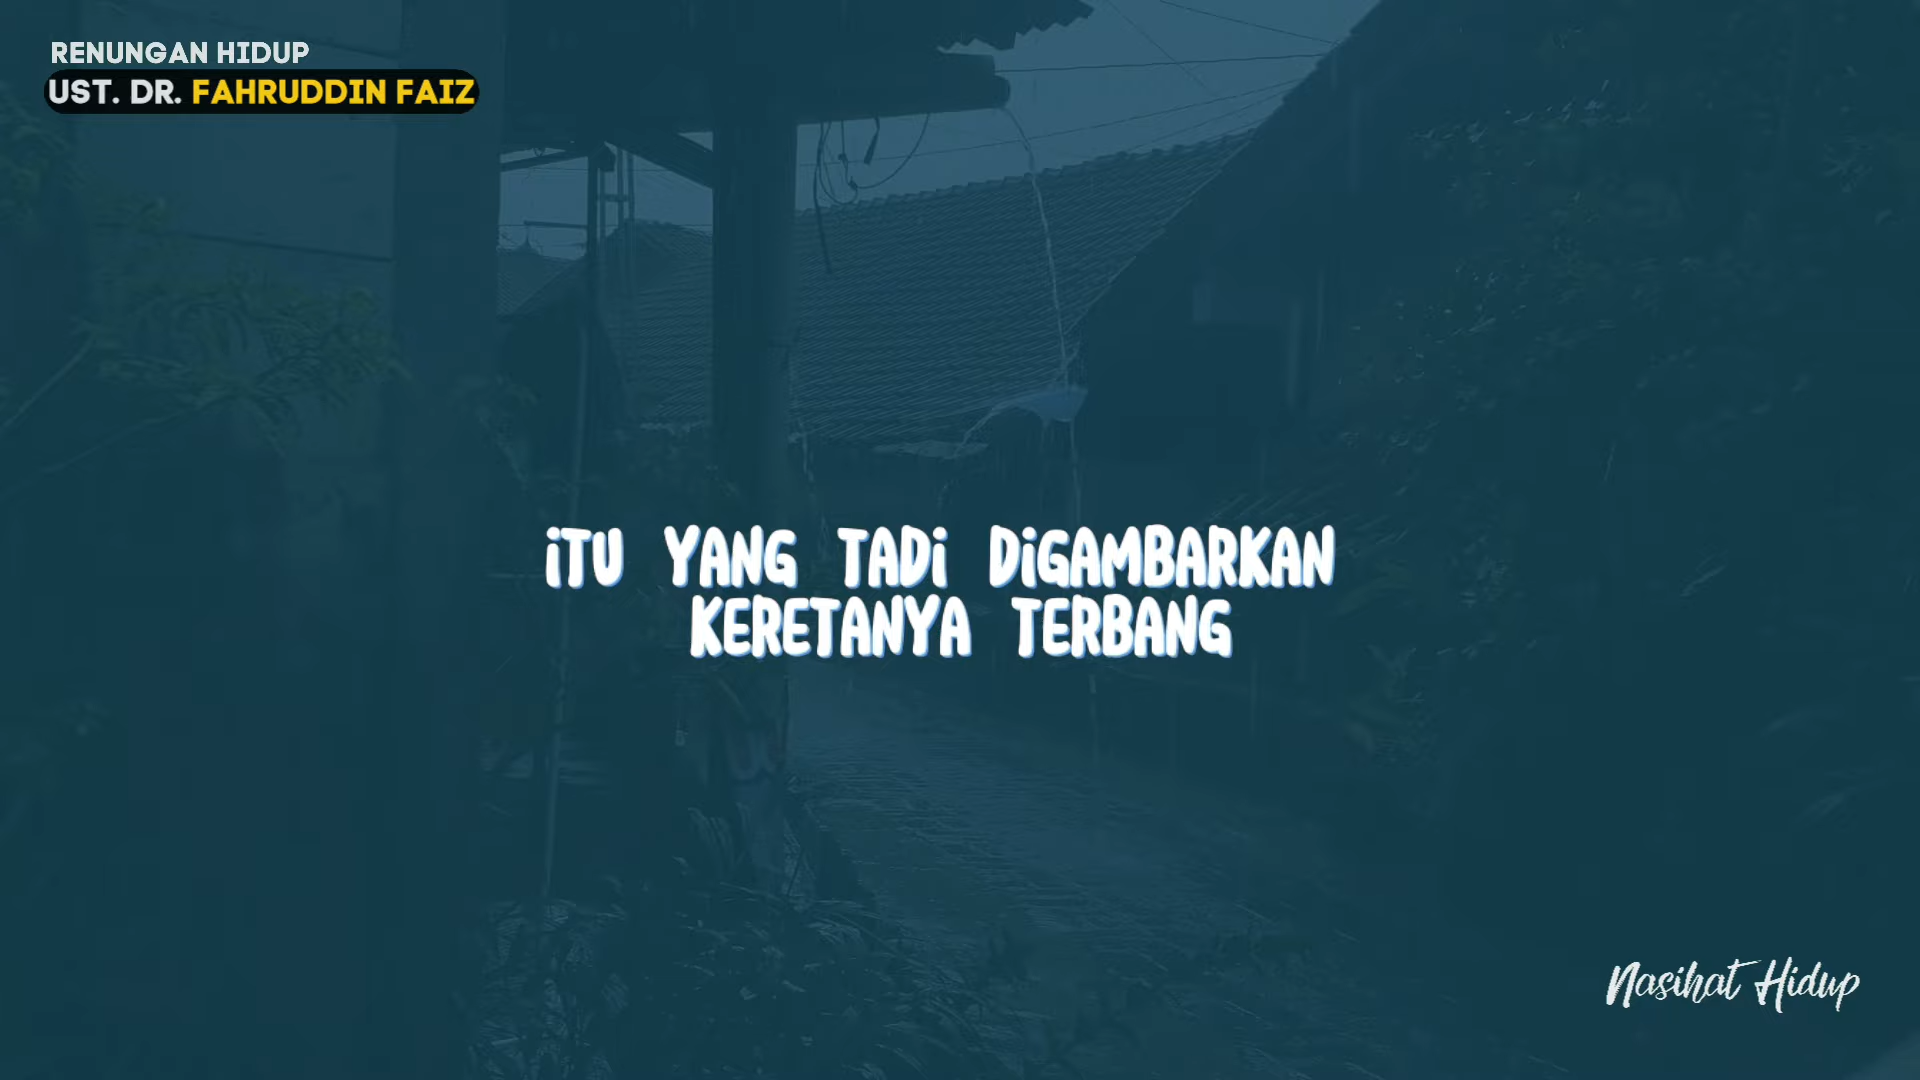 RENUNGAN HIDUP
UST. DR. FAHRUDDIN FAIZ
iTU YANG TADi DiGAMBARKAN
KERETANYA TERBANG
Nasihat Hidup